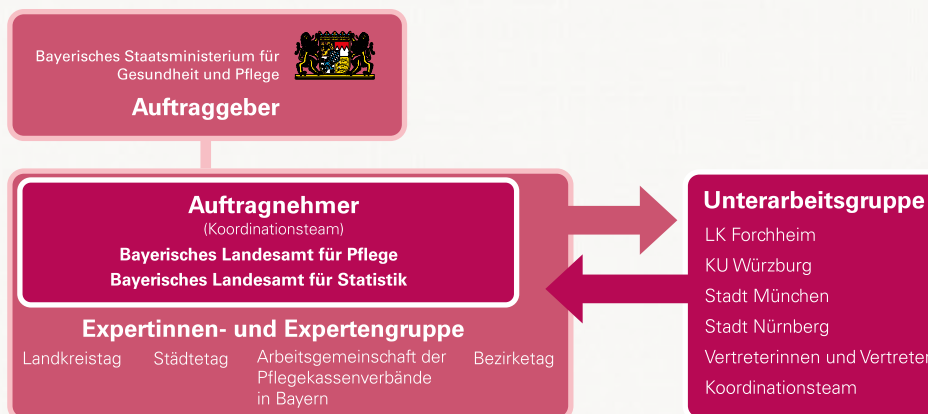 Bayerisches Staatsministerium für
Gesundheit und Pflege
Auftraggeber
Auftragnehmer
(Koordinationsteam)
Bayerisches Landesamt für Pflege
Bayerisches Landesamt für Statistik
Expertinnen- und Expertengruppe
Landkreistag
Städtetag
Arbeitsgemeinschaft der
Pflegekassenverbände
in Bayern
Bezirketag
Unterarbeitsgruppe
LK Forchheim
KU Würzburg
Stadt München
Stadt Nürnberg
Vertreterinnen und Vertreter
Koordinationsteam